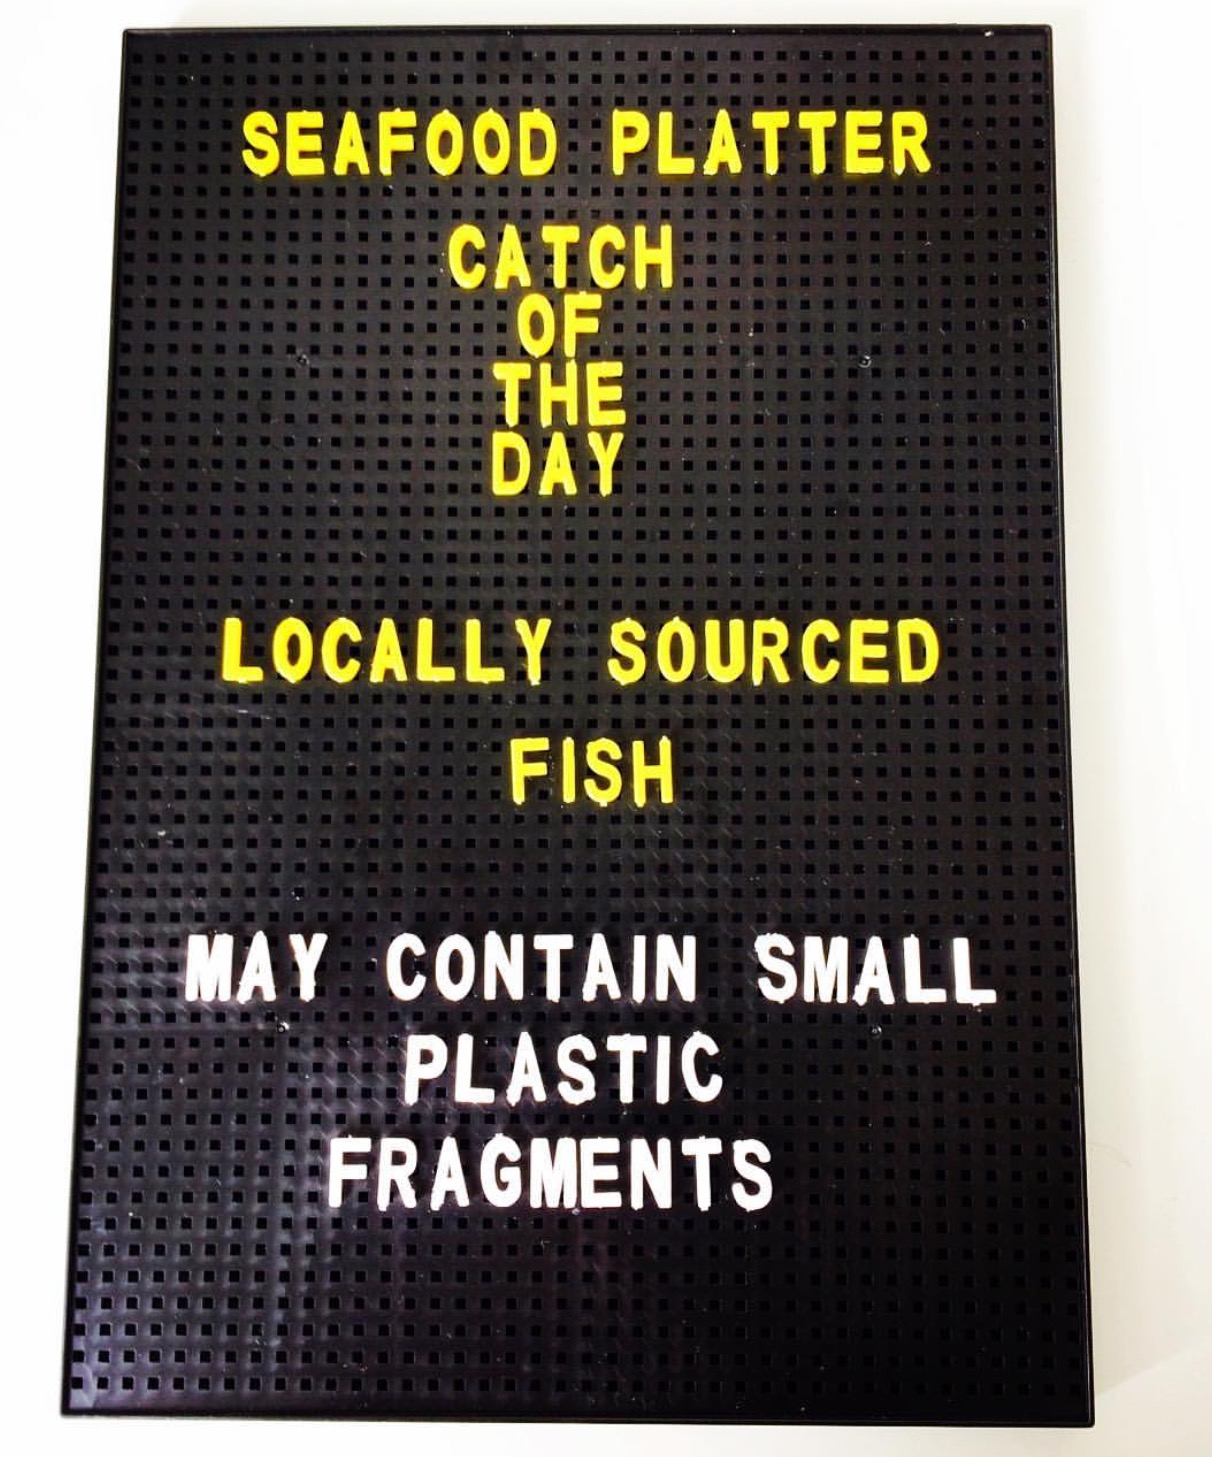 SEAFOOD PLATTER
CATCH
OF
THE
DAY
LOCALLY SOURCED
FISH
MAY CONTAIN SMALL
PLASTIC
FRAGMENTS